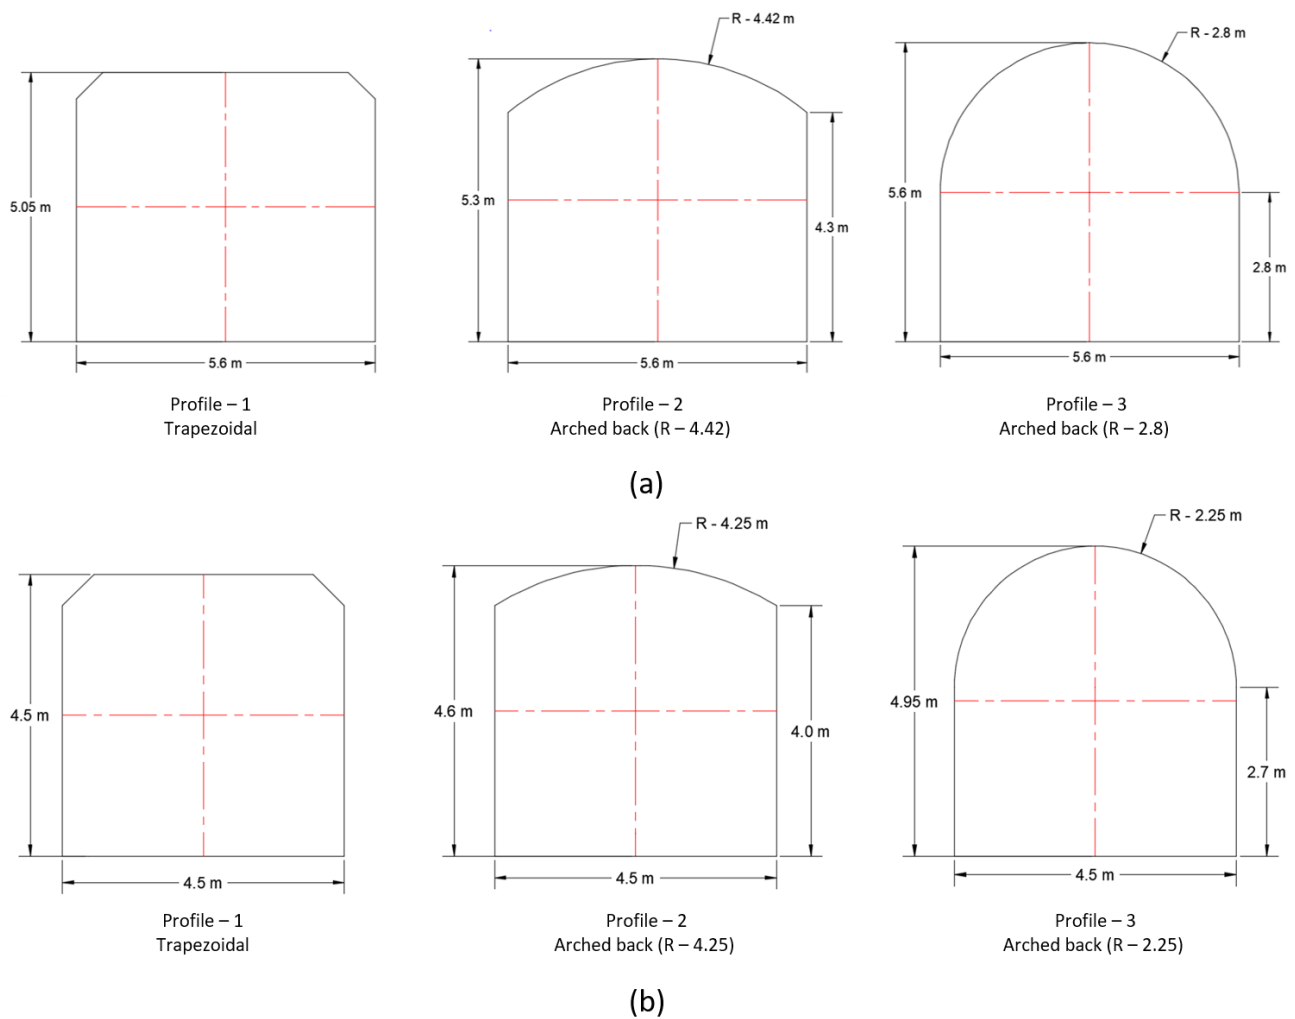 R - 4.42 m
R - 2.8 m
5.05 m
5.3 m
4.3 m
5.6 m
2.8 m
5.6 m
5.6 m
5.6 m
Profile – 1
Trapezoidal
Profile – 2
Arched back (R – 4.42)
Profile – 3
Arched back (R – 2.8)
(a)
R - 4.25 m
R - 2.25 m
4.5 m
4.6 m
4.0 m
4.95 m
2.7 m
4.5 m
4.5 m
4.5 m
Profile – 1
Trapezoidal
Profile – 2
Arched back (R – 4.25)
Profile – 3
Arched back (R – 2.25)
(b)